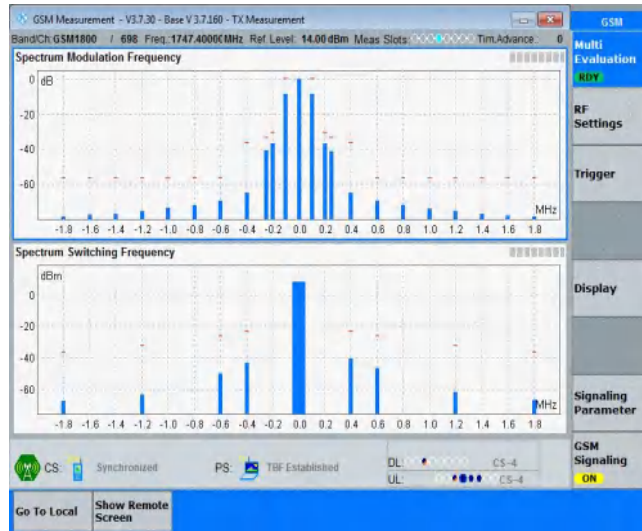 GSM Measurement - V3.7.30 - Base V 3.7.160 - TX Measurement
GSM
Band/Ch: GSM1800 / 698 Freq.: 1747.4000 MHz Ref. Level: 14.00 dBm Meas Slots: Tim.Advance: 0
Multi
Evaluation
RDY
Spectrum Modulation Frequency
0
dB
-20
-40
-60
MHz
-1.8 -1.6 -1.4 -1.2 -1.0 -0.8 -0.6 -0.4 -0.2 0.0 0.2 0.4 0.6 0.8 1.0 1.2 1.4 1.6 1.8
RF
Settings
Trigger
Spectrum Switching Frequency
dBm
0
-20
-40
-60
MHz
-1.8 -1.6 -1.4 -1.2 -1.0 -0.8 -0.6 -0.4 -0.2 0.0 0.2 0.4 0.6 0.8 1.0 1.2 1.4 1.6 1.8
Display
Signaling
Parameter
CS: Synchronized PS: TBF Established
DL: CS-4
UL: CS-4
GSM
Signaling
ON
Go To Local
Show Remote
Screen